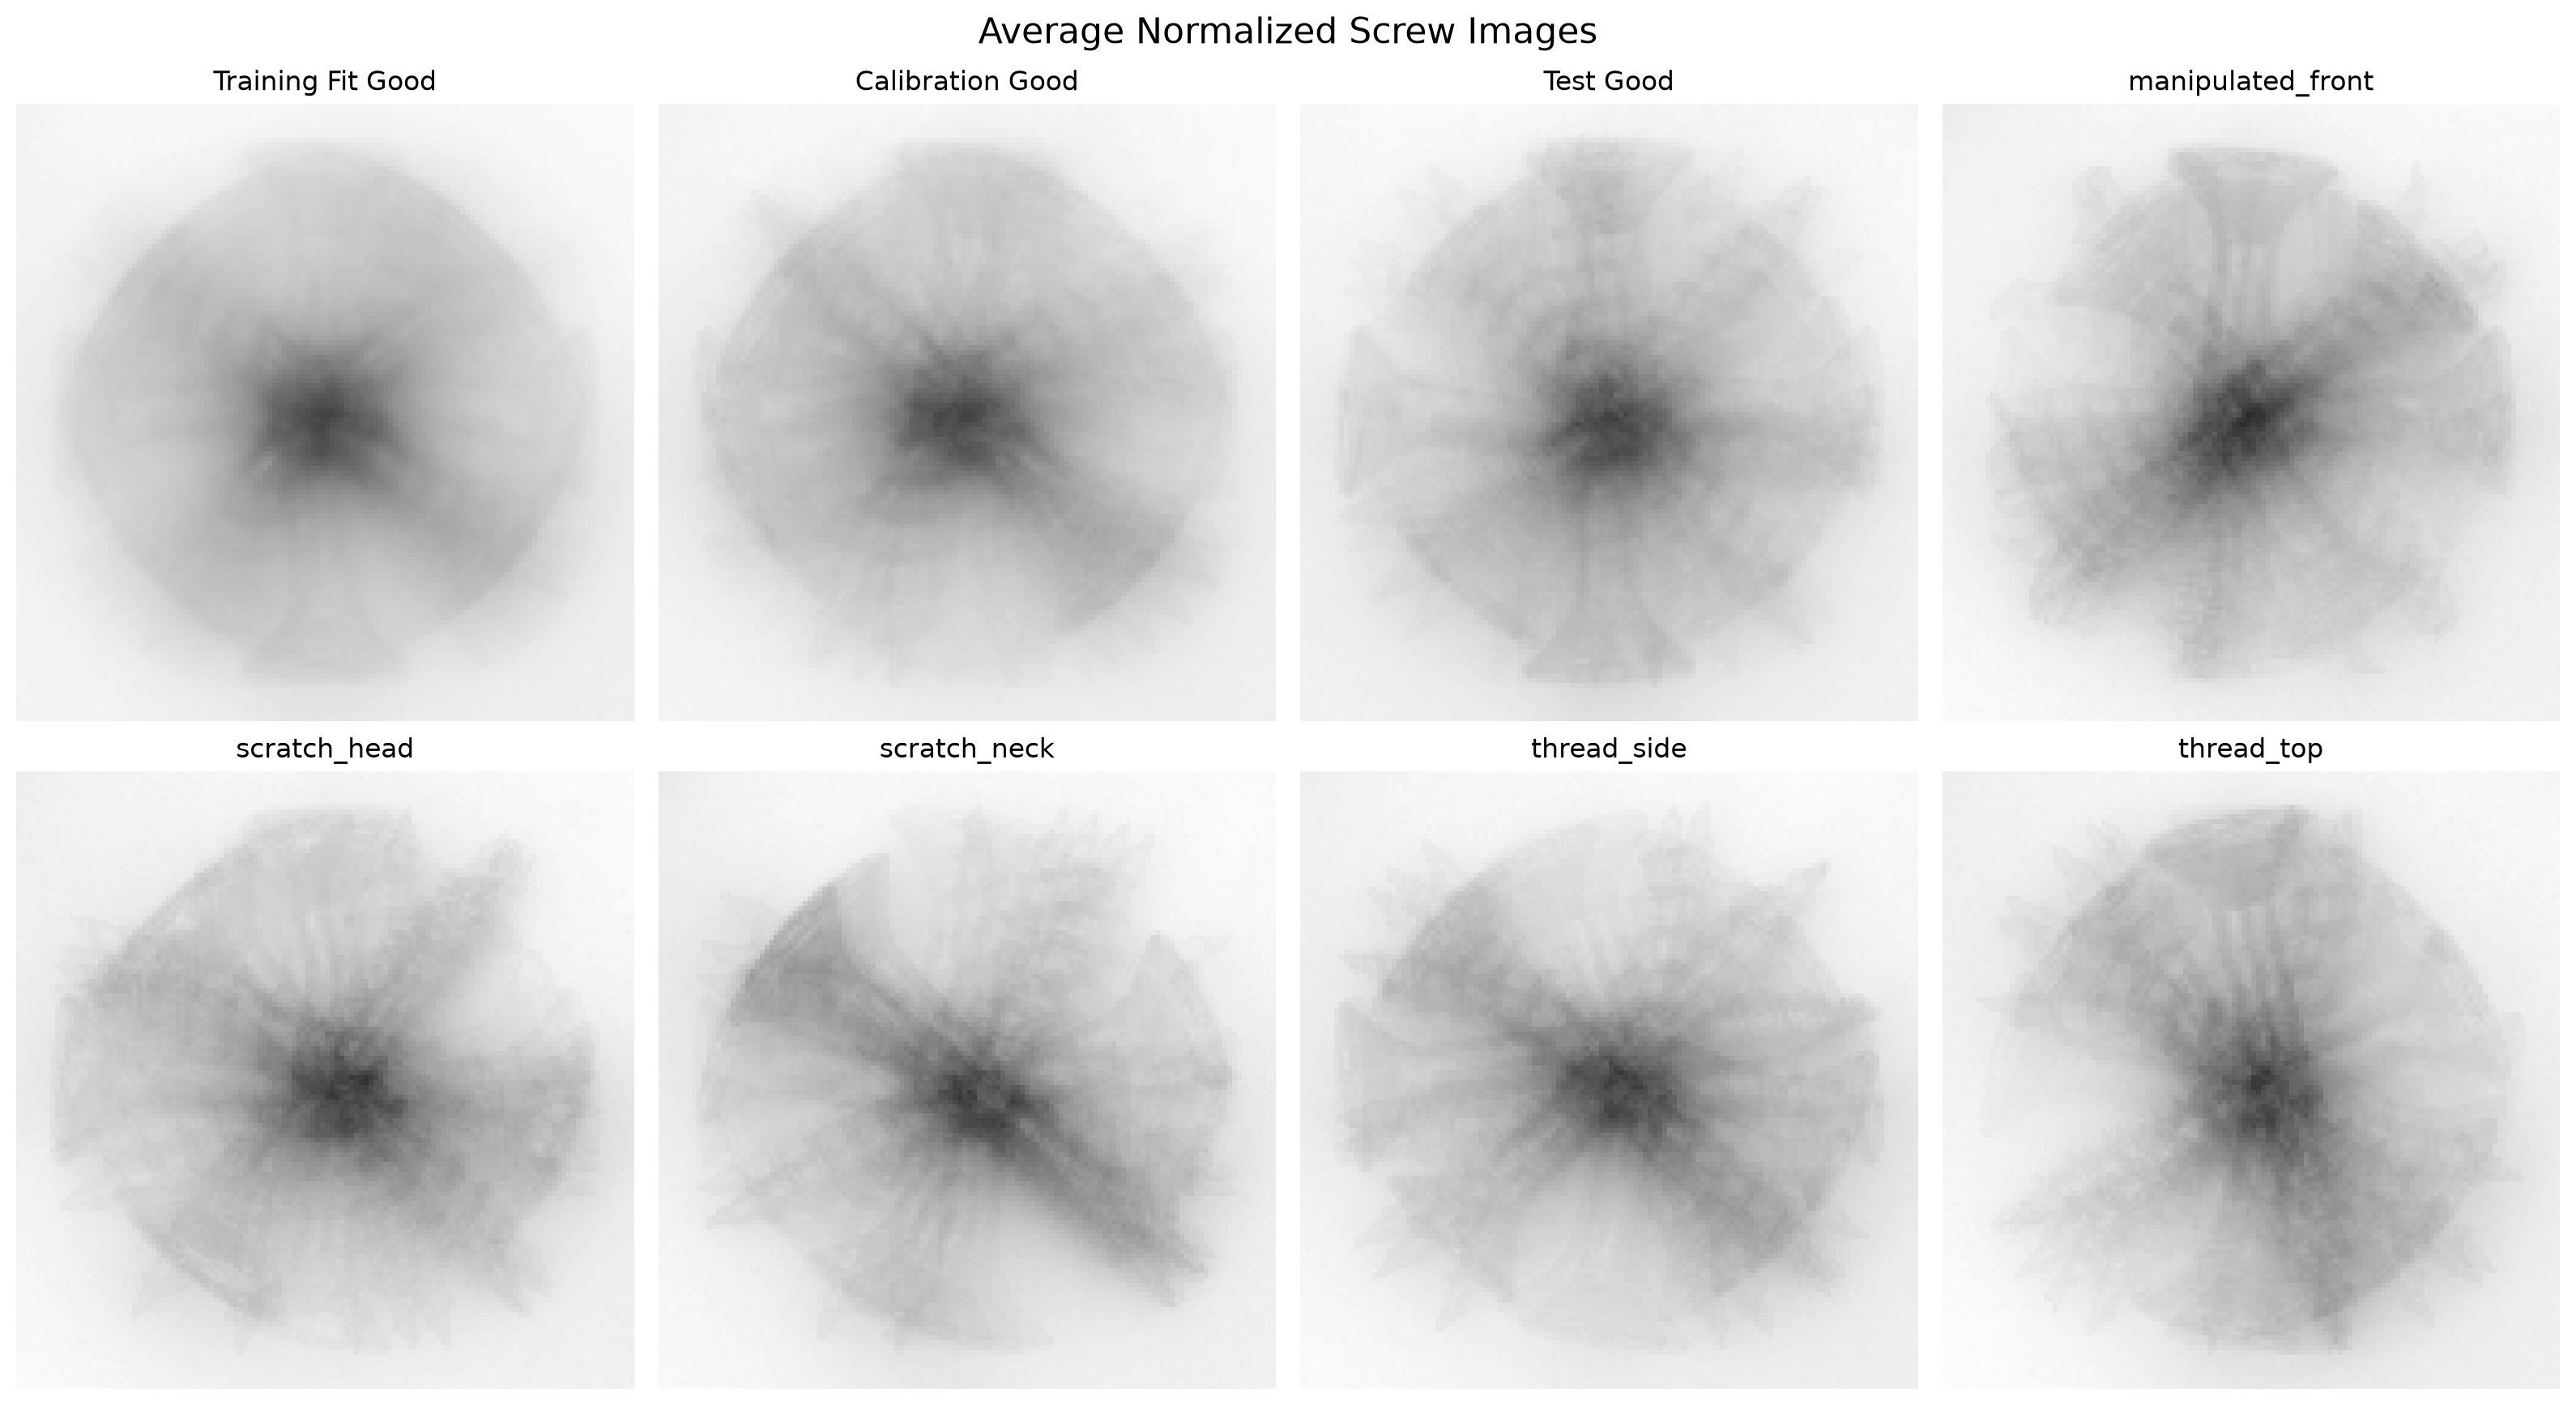 Average Normalized Screw Images
Training Fit Good
Calibration Good
Test Good
manipulated_front
scratch_head
scratch_neck
thread_side
thread_top